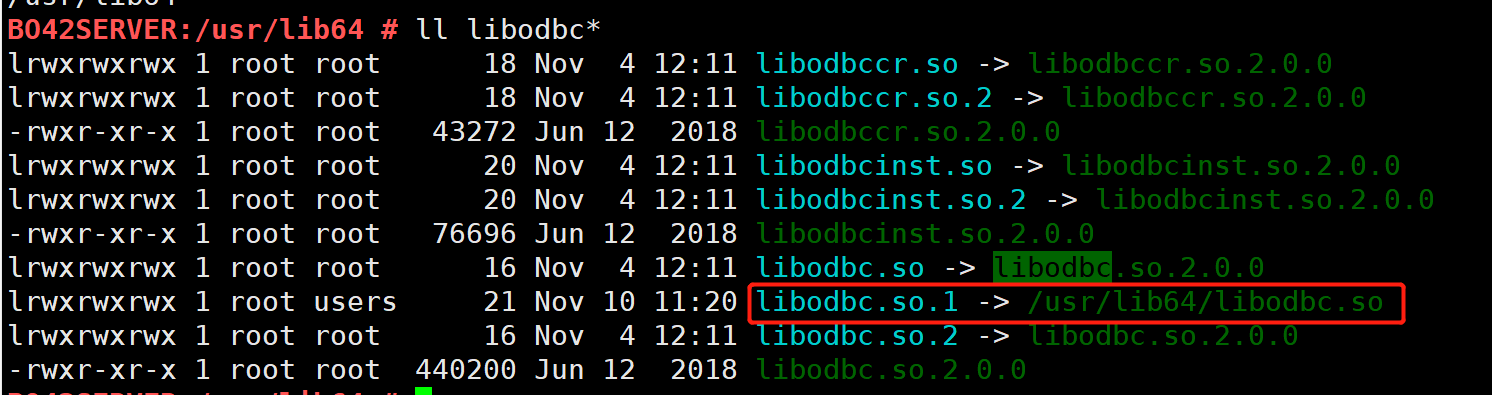 /usr/lib64
BO42SERVER:/usr/lib64 # ll libodbc*
lrwxrwxrwx 1 root root      18 Nov  4 12:11 libodbccr.so -> libodbccr.so.2.0.0
lrwxrwxrwx 1 root root      18 Nov  4 12:11 libodbccr.so.2 -> libodbccr.so.2.0.0
-rwxr-xr-x 1 root root   43272 Jun 12  2018 libodbccr.so.2.0.0
lrwxrwxrwx 1 root root      20 Nov  4 12:11 libodbcinst.so -> libodbcinst.so.2.0.0
lrwxrwxrwx 1 root root      20 Nov  4 12:11 libodbcinst.so.2 -> libodbcinst.so.2.0.0
-rwxr-xr-x 1 root root   76696 Jun 12  2018 libodbcinst.so.2.0.0
lrwxrwxrwx 1 root root      16 Nov  4 12:11 libodbc.so -> libodbc.so.2.0.0
lrwxrwxrwx 1 root users     21 Nov 10 11:20 libodbc.so.1 -> /usr/lib64/libodbc.so
lrwxrwxrwx 1 root root      16 Nov  4 12:11 libodbc.so.2 -> libodbc.so.2.0.0
-rwxr-xr-x 1 root root  440200 Jun 12  2018 libodbc.so.2.0.0
BO42SERVER:/usr/lib64 #